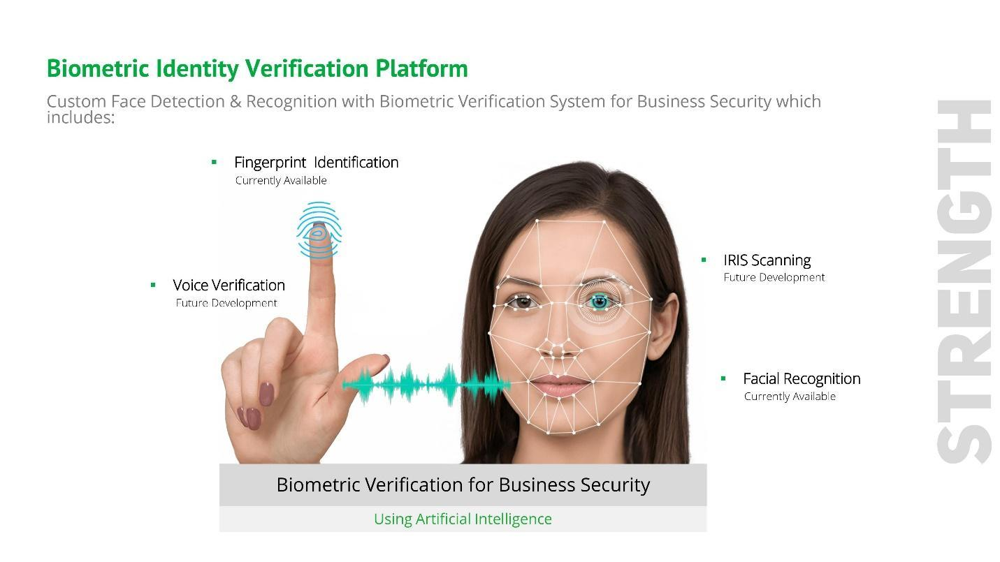 Biometric Identity Verification Platform
Custom Face Detection & Recognition with Biometric Verification System for Business Security which
includes:
Fingerprint Identification
Currently Available
Voice Verification
Future Development
IRIS Scanning
Future Development
Facial Recognition
Currently Available
Biometric Verification for Business Security
Using Artificial Intelligence
STRENGTH